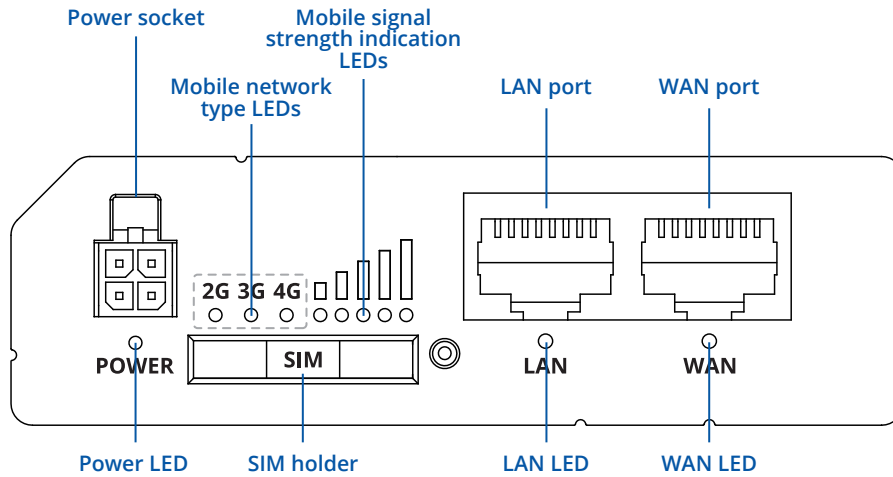 Power socket
Mobile signal
strength indication
LEDs
Mobile network
type LEDs
LAN port
WAN port
2G 3G 4G
POWER
SIM
LAN
WAN
Power LED
SIM holder
LAN LED
WAN LED